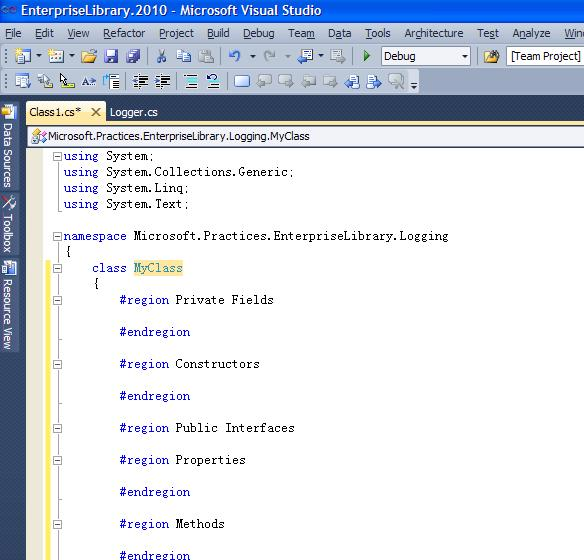 EnterpriseLibrary.2010 - Microsoft Visual Studio
File Edit View Refactor Project Build Debug Team Data Tools Architecture Test Analyze
Debug [Team Project]
Class1.cs* Logger.cs
Microsoft.Practices.EnterpriseLibrary.Logging.MyClass
Data Sources
Toolbox
Resource View
using System;
using System.Collections.Generic;
using System.Linq;
using System.Text;
namespace Microsoft.Practices.EnterpriseLibrary.Logging
{
class MyClass
{
#region Private Fields
#endregion
#region Constructors
#endregion
#region Public Interfaces
#region Properties
#endregion
#region Methods
#endregion